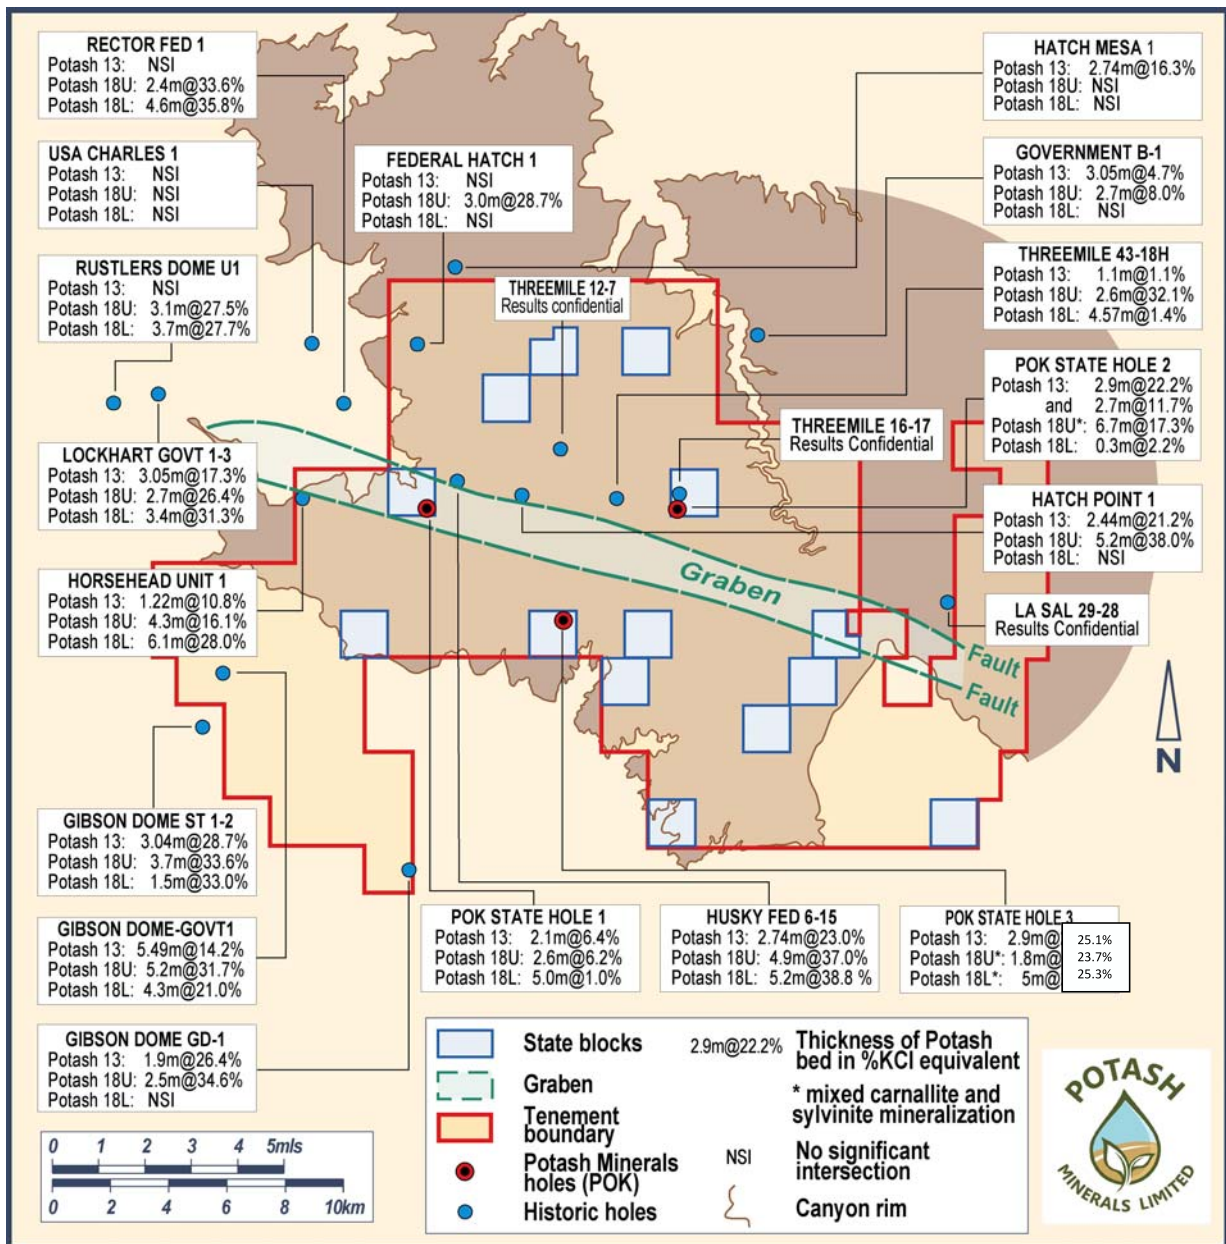 RECTOR FED 1
Potash 13: NSI
Potash 18U: 2.4m@33.6%
Potash 18L: 4.6m@35.8%
USA CHARLES 1
Potash 13: NSI
Potash 18U: NSI
Potash 18L: NSI
FEDERAL HATCH 1
Potash 13: NSI
Potash 18U: 3.0m@28.7%
Potash 18L: NSI
HATCH MESA 1
Potash 13: 2.74m@16.3%
Potash 18U: NSI
Potash 18L: NSI
GOVERNMENT B-1
Potash 13: 3.05m@4.7%
Potash 18U: 2.7m@8.0%
Potash 18L: NSI
RUSTLERS DOME U1
Potash 13: NSI
Potash 18U: 3.1m@27.5%
Potash 18L: 3.7m@27.7%
THREEMILE 12-7
Results confidential
THREEMILE 43-18H
Potash 13: 1.1m@1.1%
Potash 18U: 2.6m@32.1%
Potash 18L: 4.57m@1.4%
POK STATE HOLE 2
Potash 13: 2.9m@22.2%
and 2.7m@11.7%
Potash 18U*: 6.7m@17.3%
Potash 18L: 0.3m@2.2%
THREEMILE 16-17
Results Confidential
LOCKHART GOVT 1-3
Potash 13: 3.05m@17.3%
Potash 18U: 2.7m@26.4%
Potash 18L: 3.4m@31.3%
HATCH POINT 1
Potash 13: 2.44m@21.2%
Potash 18U: 5.2m@38.0%
Potash 18L: NSI
HORSEHEAD UNIT 1
Potash 13: 1.22m@10.8%
Potash 18U: 4.3m@16.1%
Potash 18L: 6.1m@28.0%
Graben
LA SAL 29-28
Results Confidential
Fault
Fault
N
GIBSON DOME ST 1-2
Potash 13: 3.04m@28.7%
Potash 18U: 3.7m@33.6%
Potash 18L: 1.5m@33.0%
GIBSON DOME-GOVT1
Potash 13: 5.49m@14.2%
Potash 18U: 5.2m@31.7%
Potash 18L: 4.3m@21.0%
GIBSON DOME GD-1
Potash 13: 1.9m@26.4%
Potash 18U: 2.5m@34.6%
Potash 18L: NSI
POK STATE HOLE 1
Potash 13: 2.1m@6.4%
Potash 18U: 2.6m@6.2%
Potash 18L: 5.0m@1.0%
HUSKY FED 6-15
Potash 13: 2.74m@23.0%
Potash 18U: 4.9m@37.0%
Potash 18L: 5.2m@38.8 %
POK STATE HOLE 3
Potash 13: 2.9m@ 25.1%
Potash 18U*: 1.8m@ 23.7%
Potash 18L*: 5m@ 25.3%
State blocks
Graben
Tenement
boundary
Potash Minerals
holes (POK)
Historic holes
2.9m@22.2% Thickness of Potash
bed in %KCl equivalent
* mixed carnallite and
sylvinite mineralization
NSI No significant
intersection
Canyon rim
0 1 2 3 4 5mls
0 2 4 6 8 10km
POTASH
MINERALS LIMITED